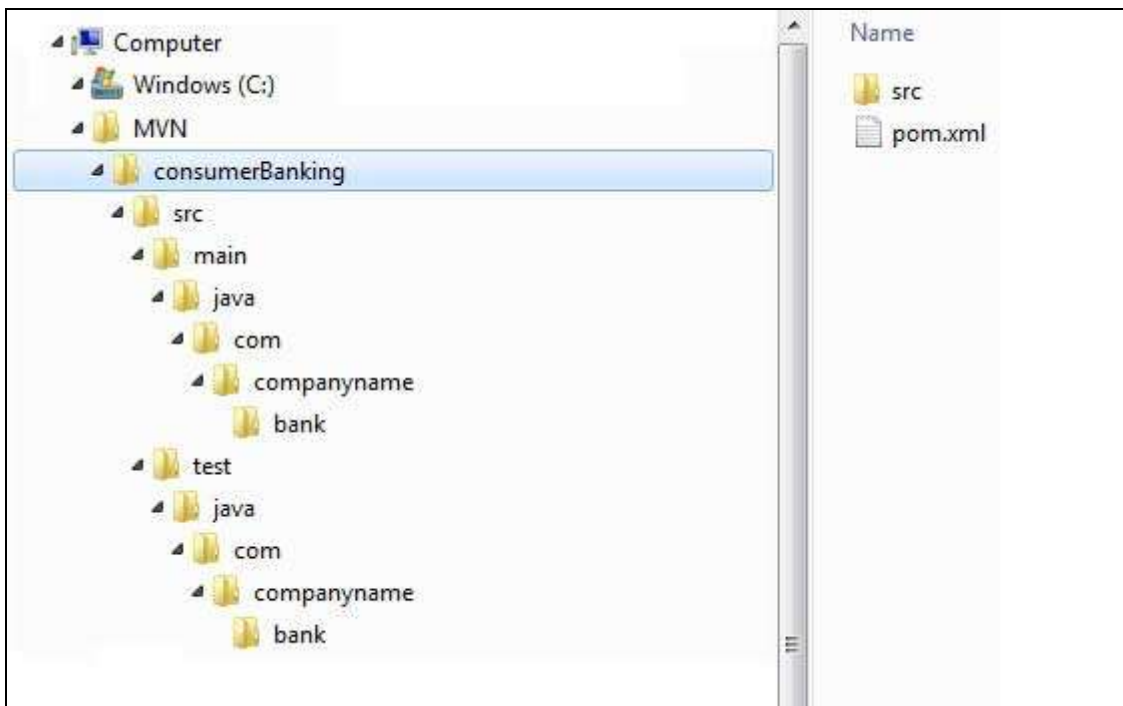 Computer
Windows (C:)
MVN
consumerBanking
src
main
java
com
companyname
bank
test
java
com
companyname
bank
Name
src
pom.xml